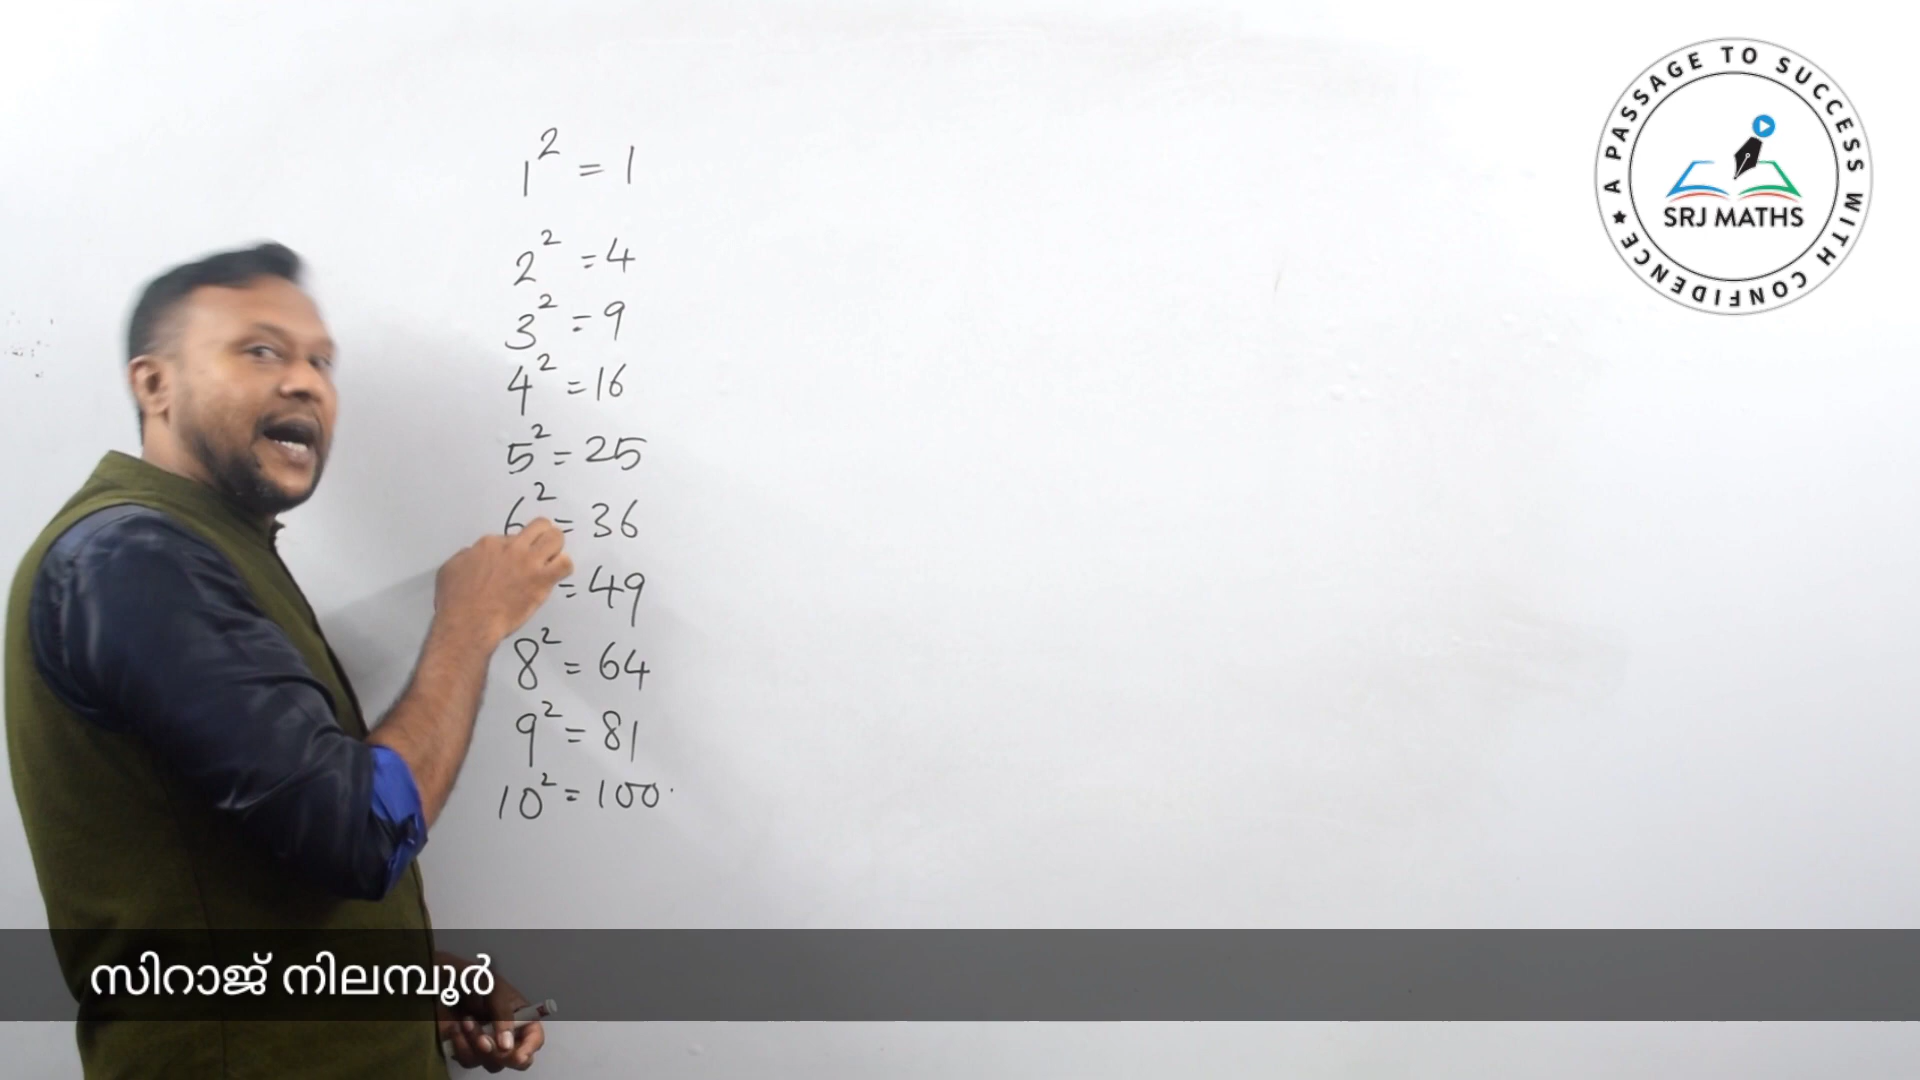 1² = 1
2² = 4
3² = 9
4² = 16
5² = 25
6² = 36
= 49
8² = 64
9² = 81
10² = 100
A PASSAGE TO SUCCESS WITH CONFIDENCE
SRJ MATHS
സിറാജ് നിലമ്പൂർ